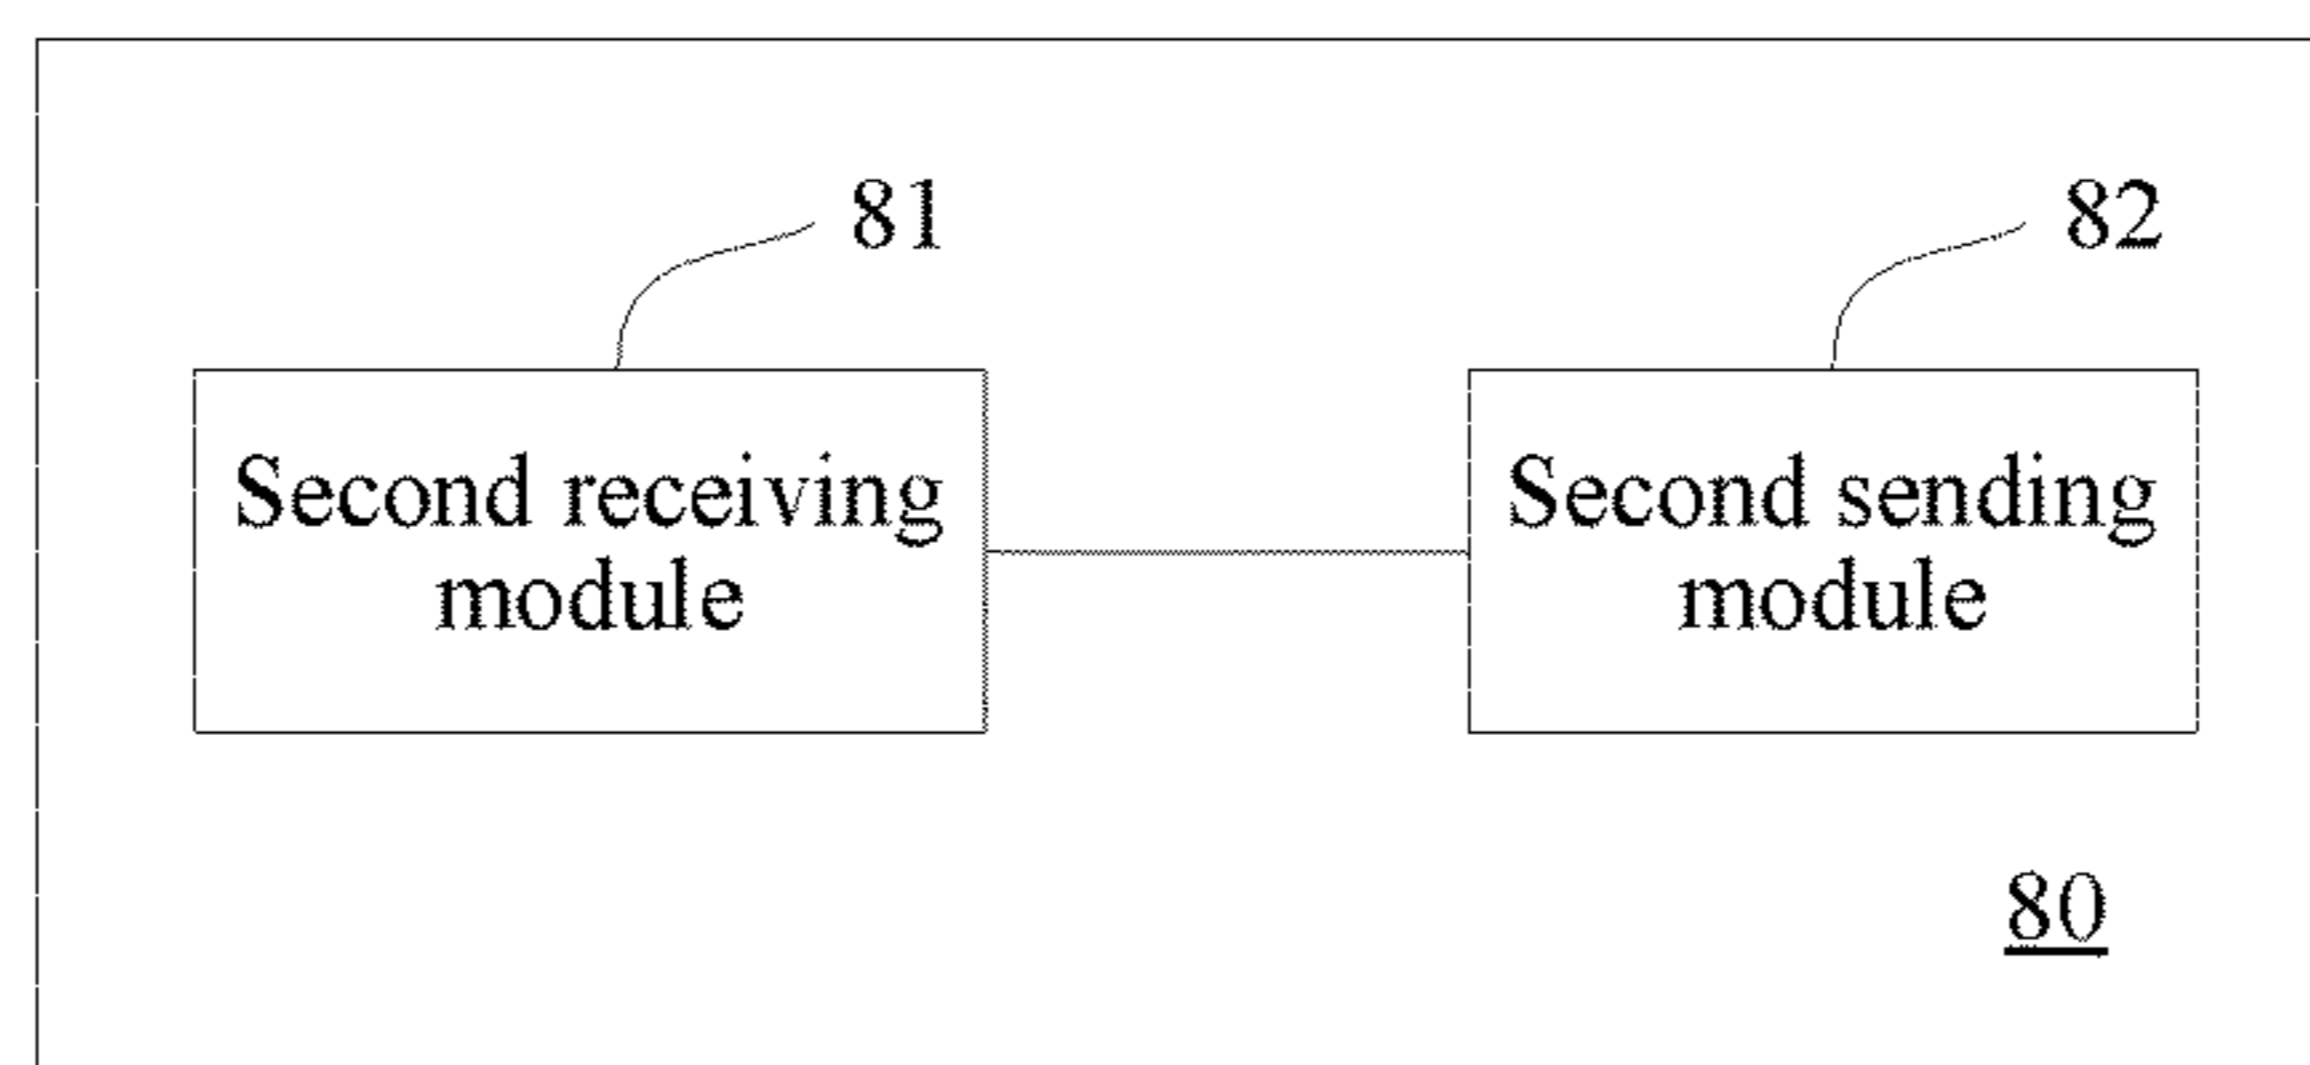 81
82
Second receiving
module
Second sending
module
80